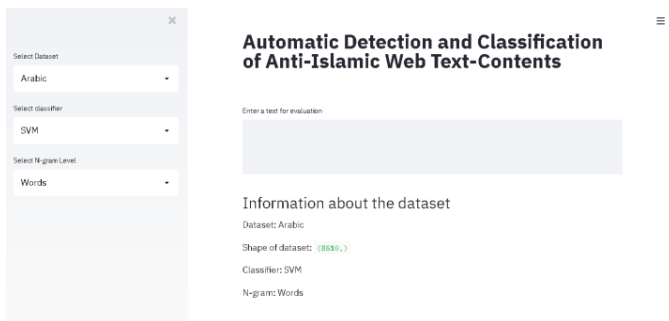 ×
Select Dataset
Arabic
Select classifier
SVM
Select N-gram Level
Words
Automatic Detection and Classification
of Anti-Islamic Web Text-Contents
Enter a text for evaluation
Information about the dataset
Dataset: Arabic
Shape of dataset: (8510,)
Classifier: SVM
N-gram: Words